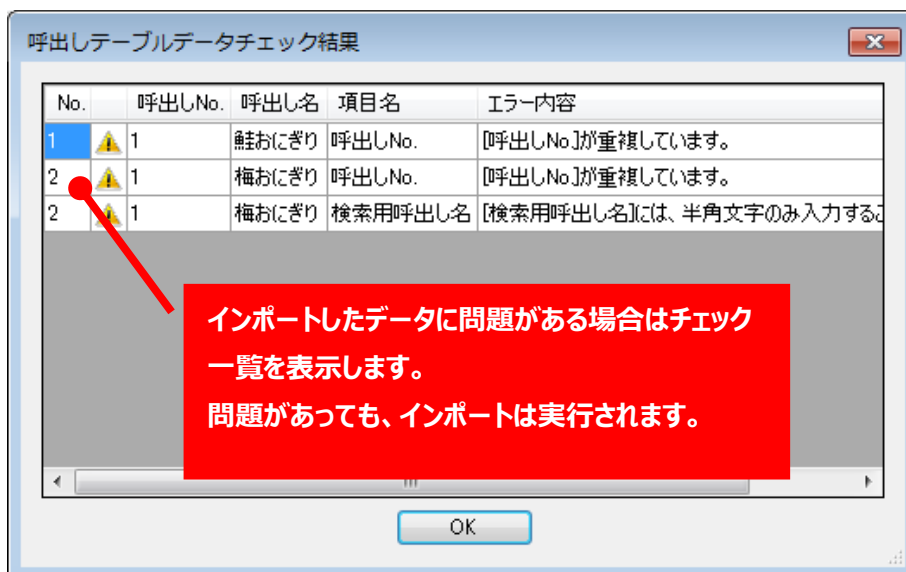 呼出しテーブルデータチェック結果
No. 呼出しNo. 呼出し名 項目名 エラー内容
1 1 鮭おにぎり 呼出しNo. [呼出しNo.]が重複しています。
2 1 梅おにぎり 呼出しNo. [呼出しNo.]が重複しています。
2 1 梅おにぎり 検索用呼出し名 [検索用呼出し名]には、半角文字のみ入力するこ
インポートしたデータに問題がある場合はチェック
一覧を表示します。
問題があっても、インポートは実行されます。
OK